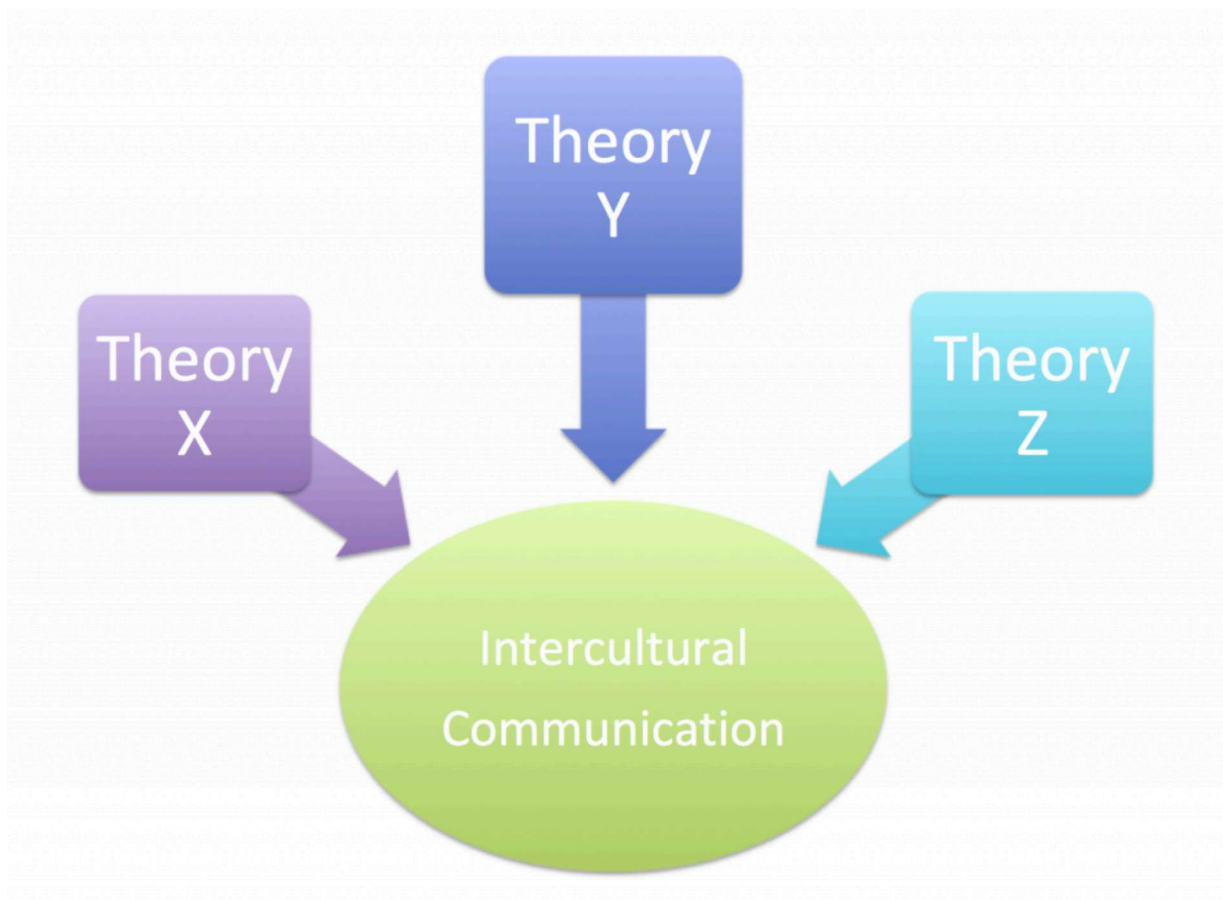 Theory
Y
Theory
X
Theory
Z
Intercultural
Communication